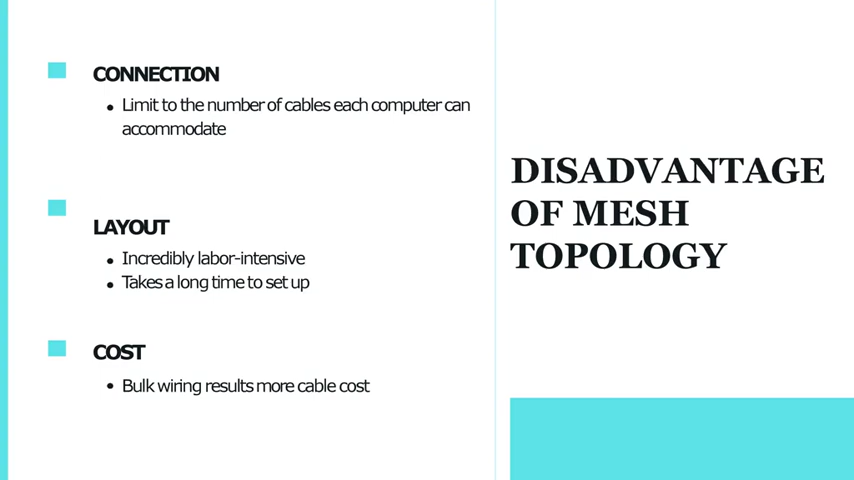 CONNECTION
• Limit to the number of cables each computer can
accommodate
LAYOUT
• Incredibly labor-intensive
• Takes a long time to set up
COST
• Bulk wiring results more cable cost
DISADVANTAGE
OF MESH
TOPOLOGY